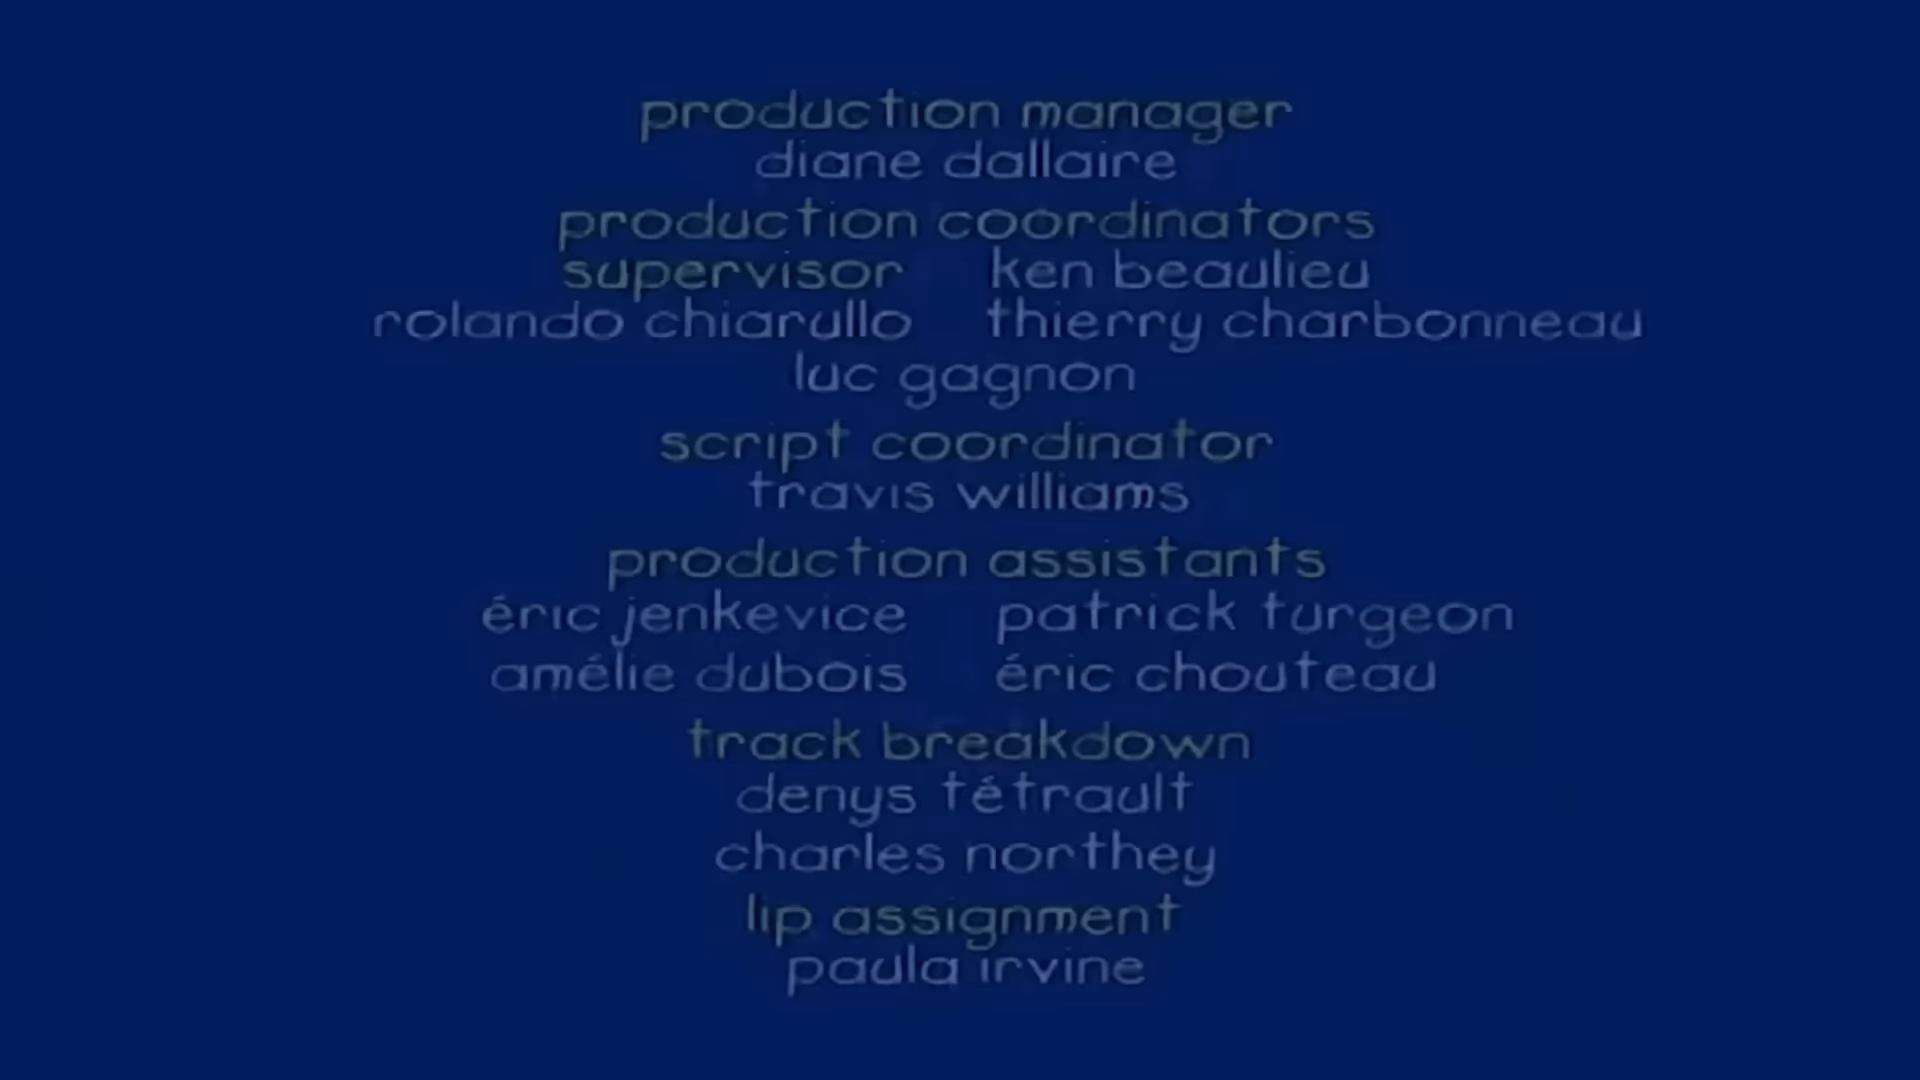 production manager
diane dallaire
production coordinators
supervisor ken beaulieu
rolando chiarullo thierry charbonneau
luc gagnon
script coordinator
travis williams
production assistants
éric jenkevice patrick turgeon
amélie dubois éric chouteau
track breakdown
denys tétrault
charles northey
lip assignment
paula irvine